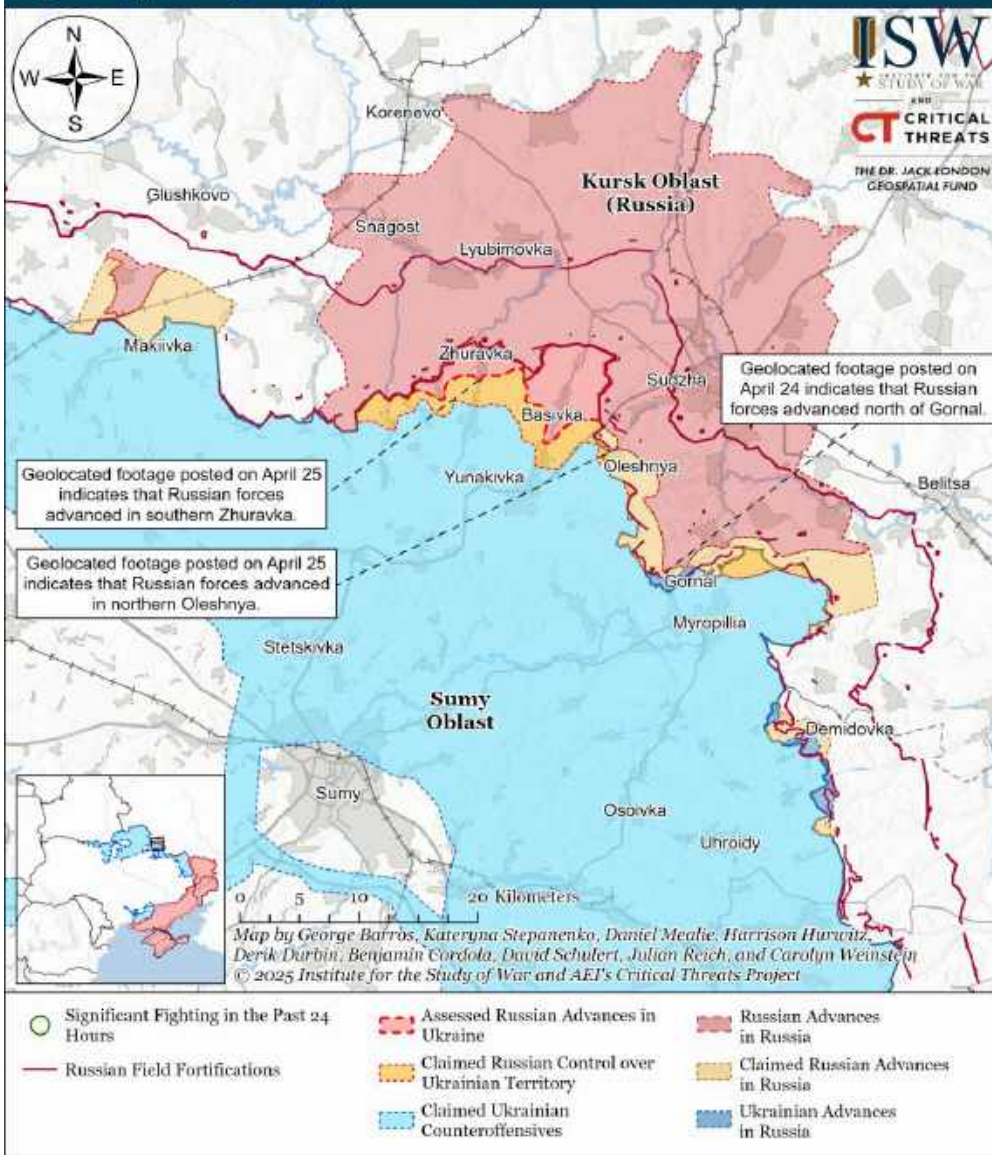 N
W E
S
ISW
INSTITUTE FOR THE
STUDY OF WAR
AND
CT CRITICAL
THREATS
THE DR. JACK LONDON
GEOSPATIAL FUND
Korenevo
Kursk Oblast
(Russia)
Glushkovo
Snagost
Lyubimovka
Makiivka
Zhuravka
Sudzha
Geolocated footage posted on
April 24 indicates that Russian
forces advanced north of Gornal.
Basivka
Oleshnya
Yunakivka
Belitsa
Geolocated footage posted on April 25
indicates that Russian forces
advanced in southern Zhuravka.
Geolocated footage posted on April 25
indicates that Russian forces advanced
in northern Oleshnya.
Gornal
Myropillia
Stetskivka
Sumy
Oblast
Demidovka
Sumy
Osoivka
Uhroidy
0 5 10 20 Kilometers
Map by George Barros, Kateryna Stepanenko, Daniel Mealie, Harrison Hurwitz,
Derik Durbin, Benjamin Cordola, David Schulert, Julian Reich, and Carolyn Weinstein
© 2025 Institute for the Study of War and AEI's Critical Threats Project
Significant Fighting in the Past 24
Hours
Russian Field Fortifications
Assessed Russian Advances in
Ukraine
Claimed Russian Control over
Ukrainian Territory
Claimed Ukrainian
Counteroffensives
Russian Advances
in Russia
Claimed Russian Advances
in Russia
Ukrainian Advances
in Russia